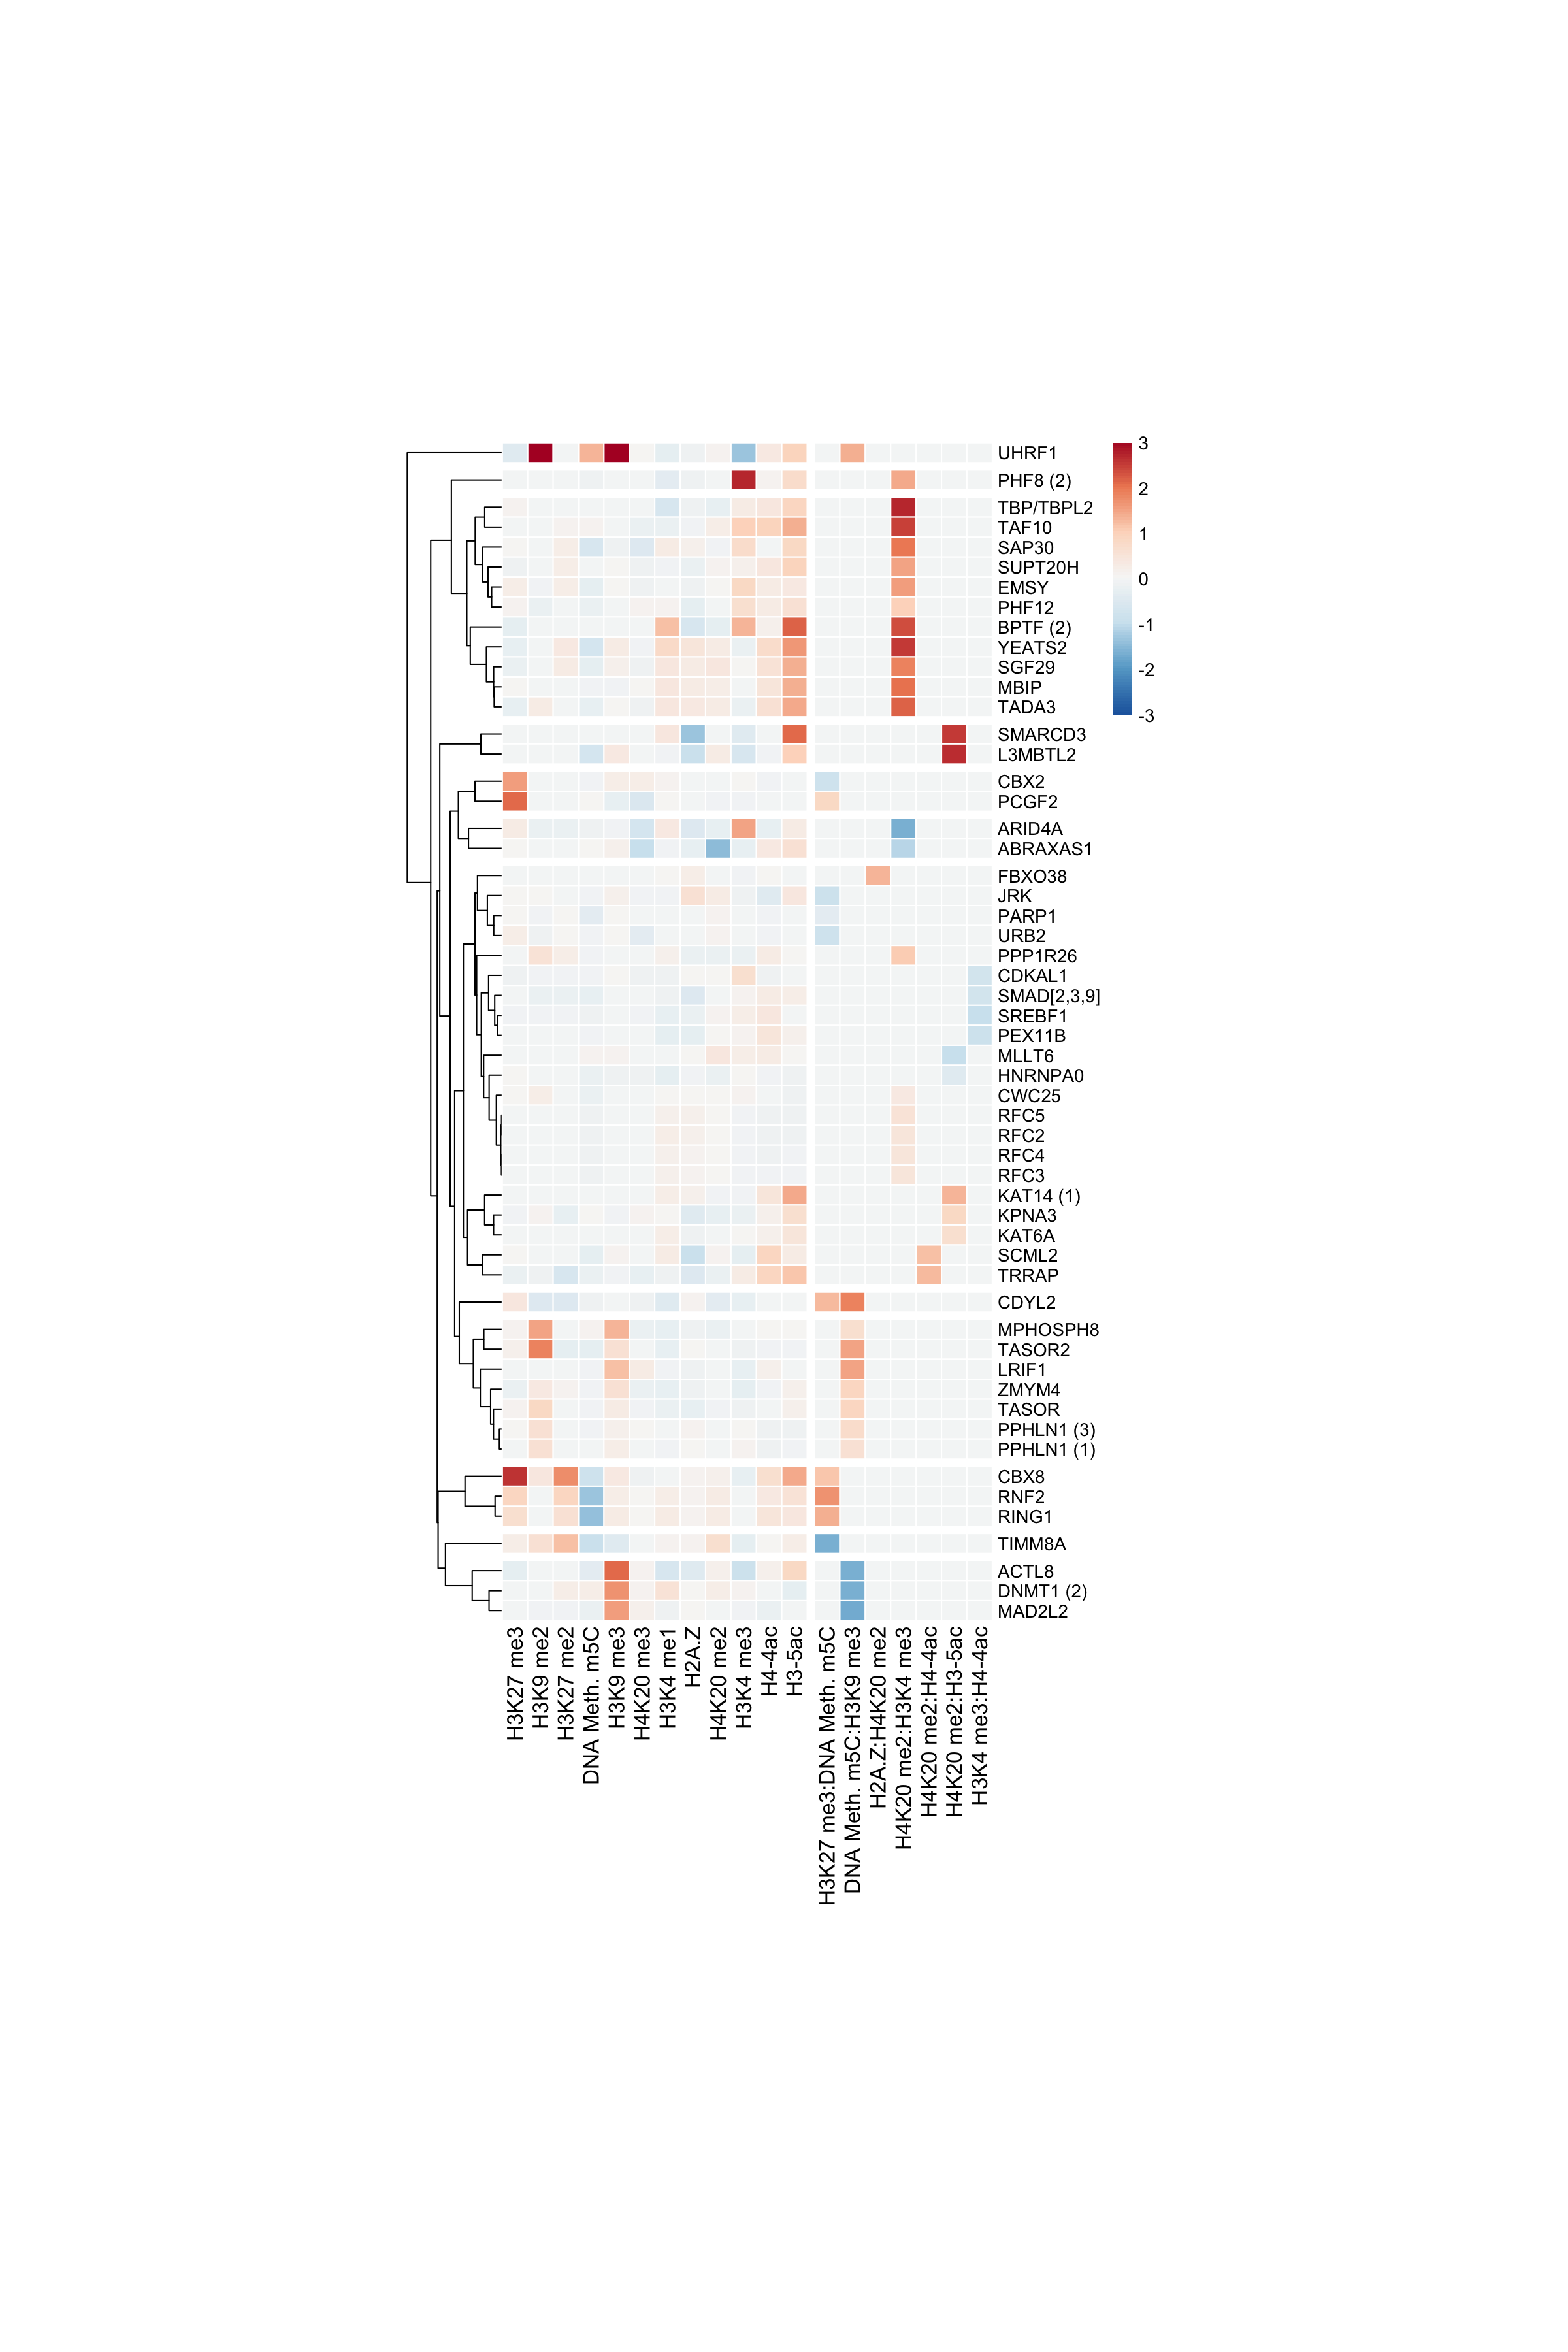 UHRF1
PHF8 (2)
TBP/TBPL2
TAF10
SAP30
SUPT20H
EMSY
PHF12
BPTF (2)
YEATS2
SGF29
MBIP
TADA3
SMARCD3
L3MBTL2
CBX2
PCGF2
ARID4A
ABRAXAS1
FBXO38
JRK
PARP1
URB2
PPP1R26
CDKAL1
SMAD[2,3,9]
SREBF1
PEX11B
MLLT6
HNRNPA0
CWC25
RFC5
RFC2
RFC4
RFC3
KAT14 (1)
KPNA3
KAT6A
SCML2
TRRAP
CDYL2
MPHOSPH8
TASOR2
LRIF1
ZMYM4
TASOR
PPHLN1 (3)
PPHLN1 (1)
CBX8
RNF2
RING1
TIMM8A
ACTL8
DNMT1 (2)
MAD2L2
3
2
1
0
-1
-2
-3
H3K27 me3
H3K9 me2
H3K27 me2
DNA Meth. m5C
H3K9 me3
H4K20 me3
H3K4 me1
H2A.Z
H4K20 me2
H3K4 me3
H4-4ac
H3-5ac
H3K27 me3:DNA Meth. m5C
DNA Meth. m5C:H3K9 me3
H2A.Z:H4K20 me2
H4K20 me2:H3K4 me3
H4K20 me2:H4-4ac
H4K20 me2:H3-5ac
H3K4 me3:H4-4ac